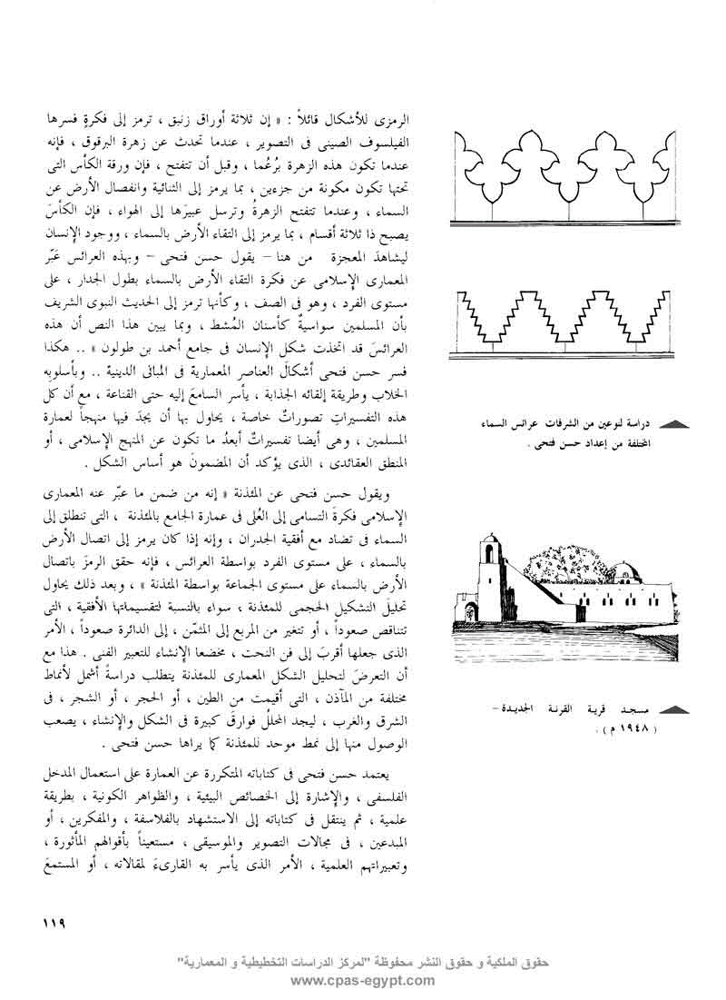 الرمزى للأشكال قائلاً : « إن ثلاثة أوراق زنبق ، ترمز إلى فكرةٍ فسرها
الفيلسوف الصينى فى التصوير ، عندما تحدث عن زهرة البرقوق ، فإنه
عندما تكون هذه الزهرة بُرعُما ، وقبل أن تتفتح ، فإن ورقة الكأس التى
تحتها تكون مكونة من جزءين ، بما يرمز إلى الثنائية وانفصال الأرض عن
السماء ، وعندما تتفتح الزهرةُ وترسل عبيرَها إلى الهواء ، فإن الكأسَ
يصبح ذا ثلاثة أقسام ، بما يرمز إلى التقاء الأرض بالسماء ، ووجود الإنسان
ليشاهدَ المعجزة من هنا – يقول حسن فتحى – وبهذه العرائس عَبّر
المعمارى الإسلامى عن فكرة التقاء الأرض بالسماء بطول الجدار ، على
مستوى الفرد ، وهو فى الصف ، وكأنها ترمز إلى الحديث النبوى الشريف
بأن المسلمين سواسيةٌ كأسنان المُشط ، وبما يبين هذا النص أن هذه
العرائسَ قد اتخذت شكل الإنسان فى جامع أحمد بن طولون » .. هكذا
فسر حسن فتحى أشكالَ العناصر المعمارية فى المبانى الدينية .. وبأسلوبِه
الخلاب وطريقة إلقائه الجذابة ، يأسر السامعَ إليه حتى القناعة ، مع أن كل
هذه التفسيراتِ تصوراتٌ خاصة ، يحاول بها أن يجدَ فيها منهجاً لعمارة
المسلمين ، وهى أيضا تفسيراتٌ أبعدُ ما تكون عن المنهج الإسلامى ، أو
المنطق العقائدى ، الذى يؤكد أن المضمونَ هو أساس الشكل .
ويقول حسن فتحى عن المئذنة « إنه من ضمن ما عبّر عنه المعمارى
الإسلامى فكرةَ التسامى إلى العُلى فى عمارة الجامع بالمئذنة ، التى تنطلق إلى
السماء فى تضاد مع أفقية الجدران ، وإنه إذا كان يرمز إلى اتصال الأرض
بالسماء ، على مستوى الفرد بواسطة العرائس ، فإنه حقق الرمزَ باتصال
الأرض بالسماء على مستوى الجماعة بواسطة المئذنة » ، وبعد ذلك يحاول
تحليلَ التشكيل الحجمى للمئذنة ، سواء بالنسبة لتقسيماتها الأفقية ، التى
تتناقص صعوداً ، أو تتغير من المربع إلى المثمّن ، إلى الدائرة صعوداً ، الأمر
الذى جعلها أقربَ إلى فن النحت ، مخضعا الإنشاء للتعبير الفنى . هذا مع
أن التعرضَ لتحليل الشكل المعمارى للمئذنة يتطلب دراسةً أشمل لأنماط
مختلفة من المآذن ، التى أقيمت من الطين ، أو الحجر ، أو الشجر ، فى
الشرق والغرب ، ليجد المحللُ فوارقَ كبيرة فى الشكل والإنشاء ، يصعب
الوصول منها إلى نمط موحد للمئذنة كما يراها حسن فتحى .
يعتمد حسن فتحى فى كتاباته المتكررة عن العمارة على استعمال المدخل
الفلسفى ، والإشارة إلى الخصائص البيئية ، والظواهر الكونية ، بطريقة
علمية ، ثم ينتقل فى كتاباته إلى الاستشهاد بالفلاسفة ، والمفكرين ، أو
المبدعين ، فى مجالات التصوير والموسيقى ، مستعيناً بأقوالهم المأثورة ،
وتعبيراتهم العلمية ، الأمر الذى يأسر به القارىءَ لمقالاته ، أو المستمعَ
دراسة لنوعين من الشرفات عرائس السماء
المختلفة من إعداد حسن فتحى .
مسجد قرية القرنة الجديدة –
( ١٩٤٨ م ) .
١١٩
حقوق الملكية و حقوق النشر محفوظة "لمركز الدراسات التخطيطية و المعمارية"
www.cpas-egypt.com